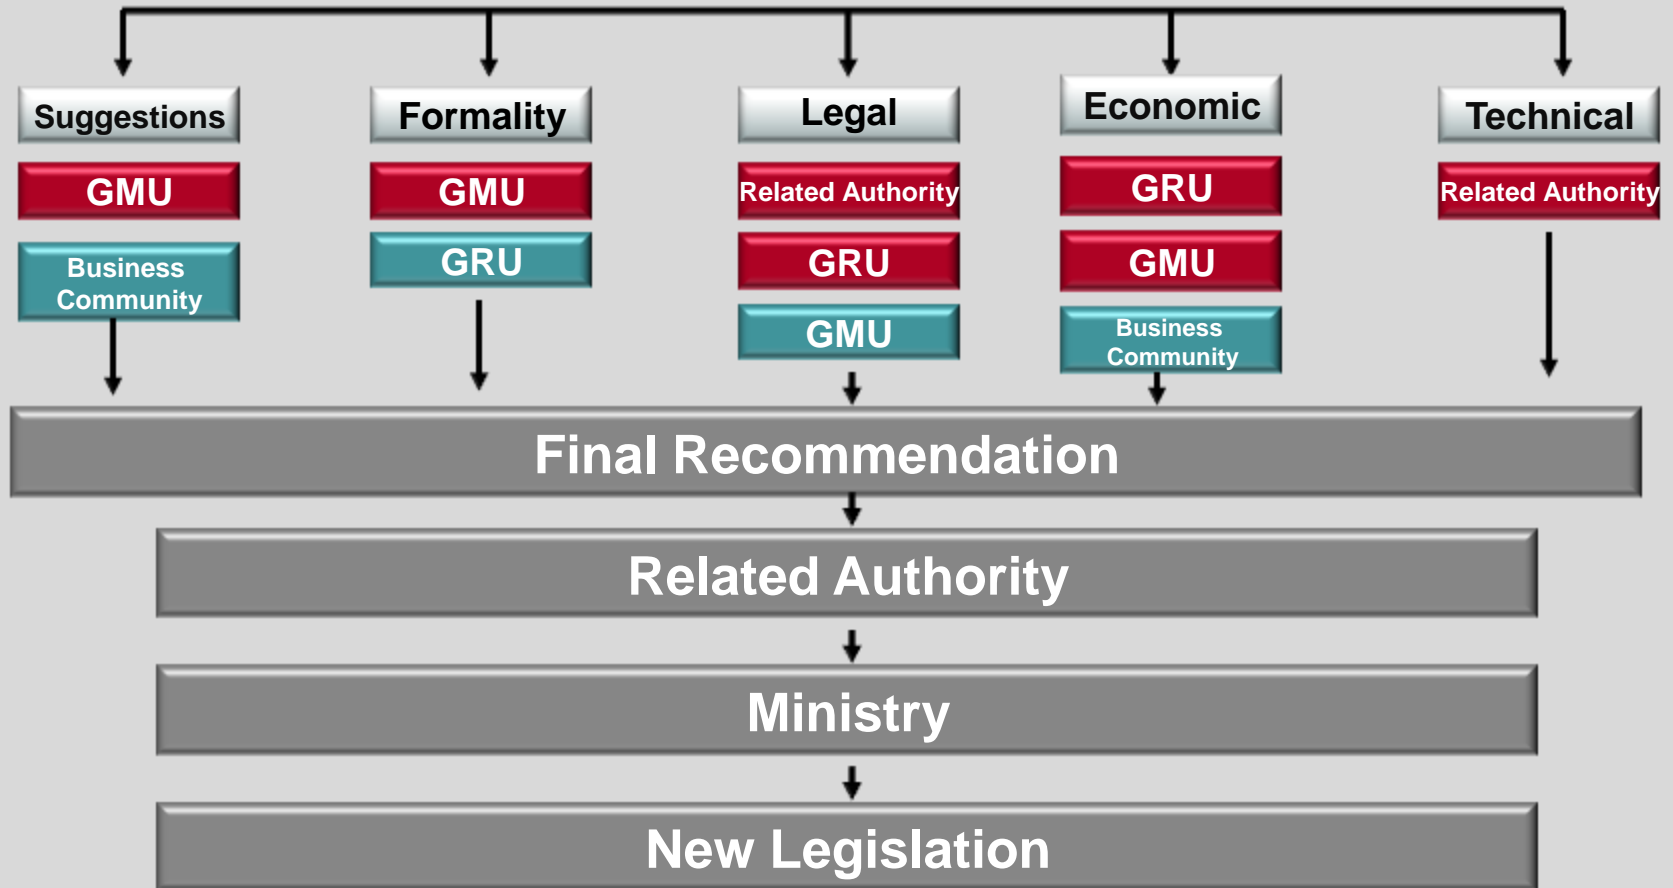 Suggestions
GMU
Business
Community
Formality
GMU
GRU
Legal
Related Authority
GRU
GMU
Economic
GRU
GMU
Business
Community
Technical
Related Authority
Final Recommendation
Related Authority
Ministry
New Legislation